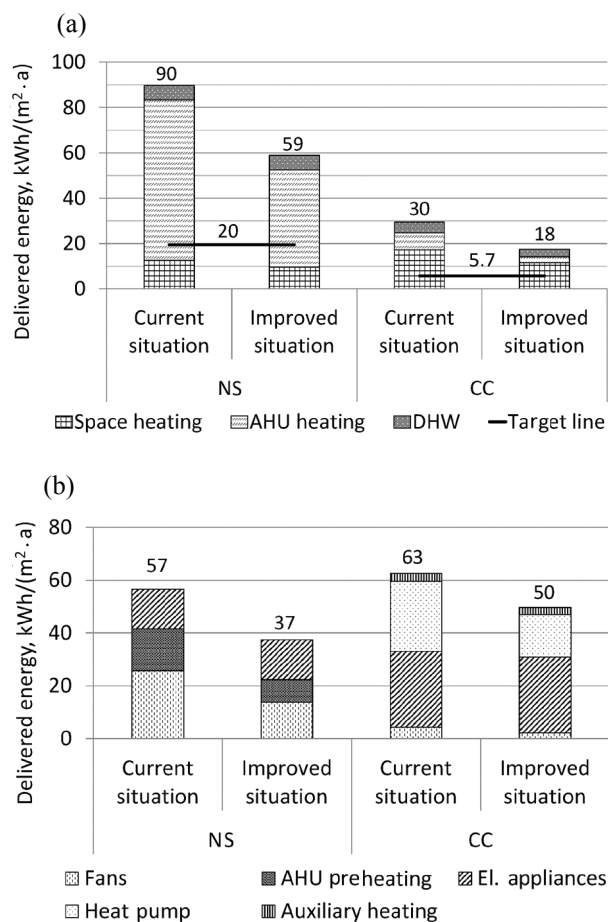 (a)
Delivered energy, kWh/(m²· a)
100
80
60
40
20
0
90
59
20
30
18
5.7
Current situation
Improved situation
Current situation
Improved situation
NS
CC
Space heating
AHU heating
DHW
Target line
(b)
Delivered energy, kWh/(m²· a)
80
60
40
20
0
57
37
63
50
Current situation
Improved situation
Current situation
Improved situation
NS
CC
Fans
AHU preheating
El. appliances
Heat pump
Auxiliary heating